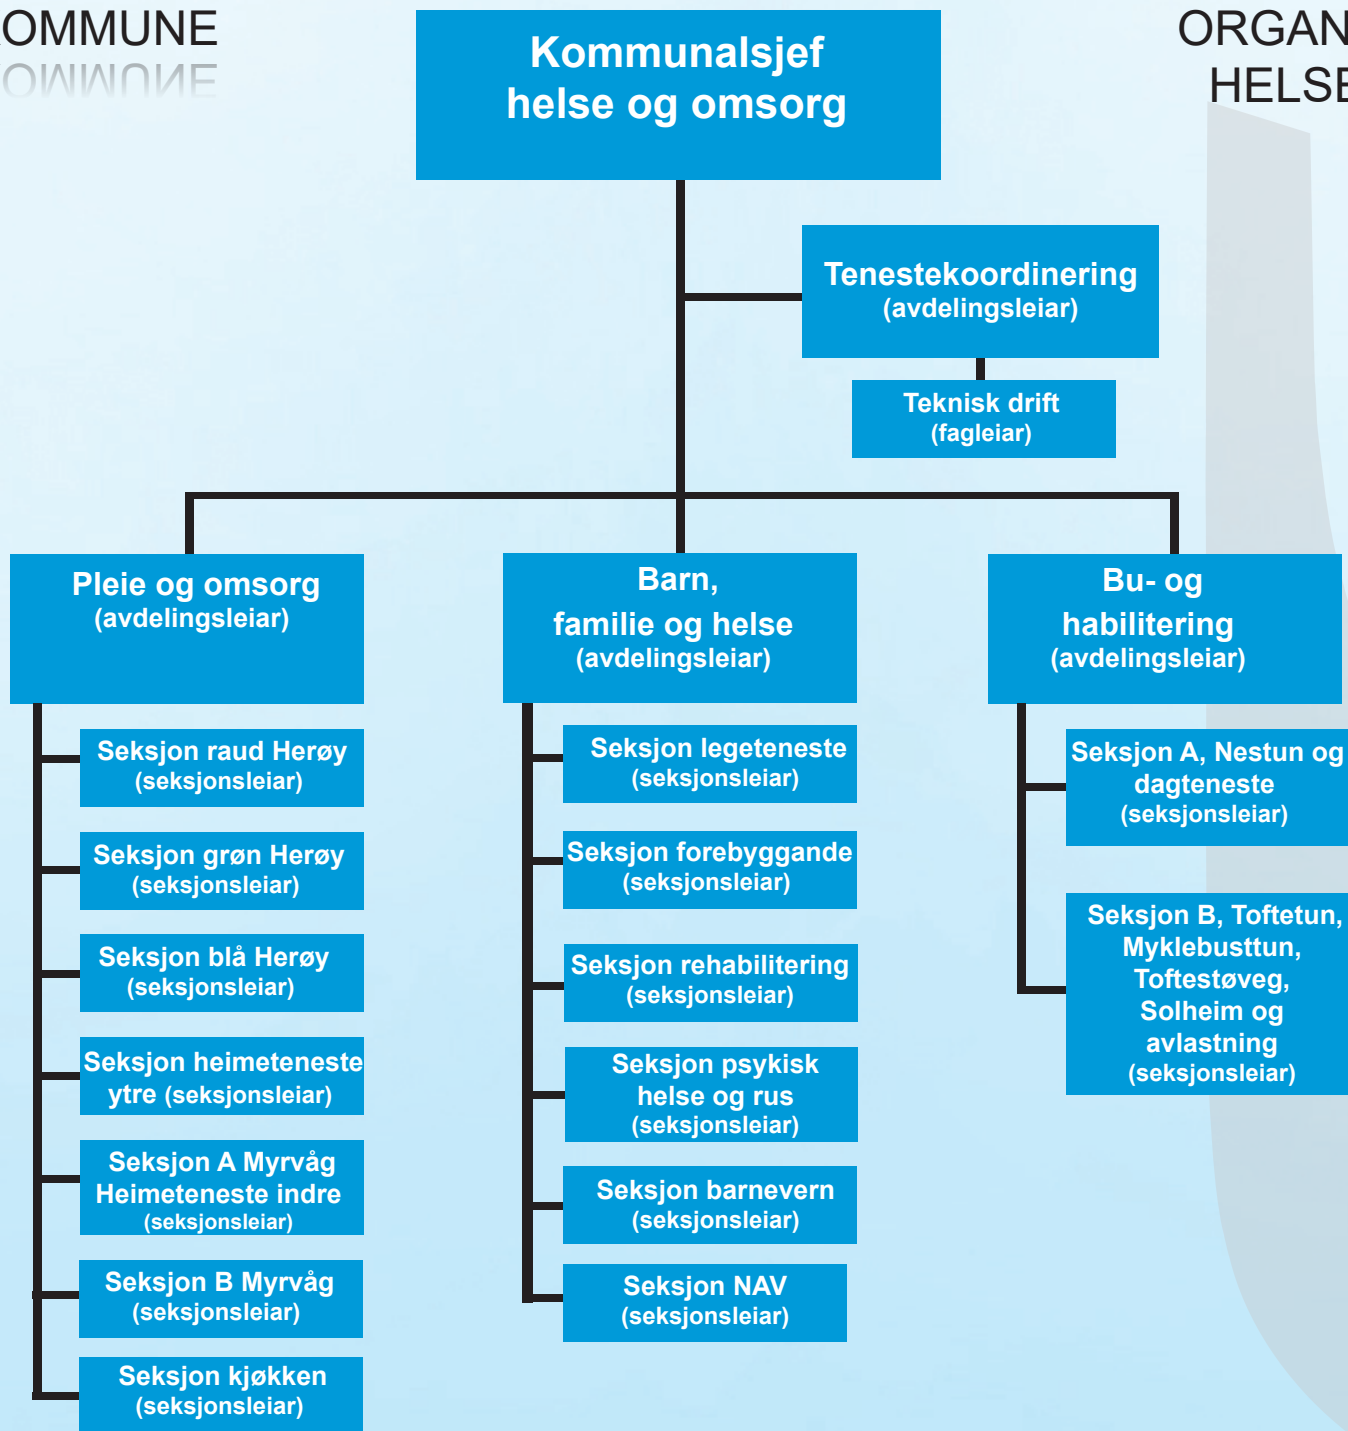 OMMUNE
ORGAN
HELSE
Kommunalsjef
helse og omsorg
Tenestekoordinering
(avdelingsleiar)
Teknisk drift
(fagleiar)
Pleie og omsorg
(avdelingsleiar)
Seksjon raud Herøy
(seksjonsleiar)
Seksjon grøn Herøy
(seksjonsleiar)
Seksjon blå Herøy
(seksjonsleiar)
Seksjon heimeteneste
ytre (seksjonsleiar)
Seksjon A Myrvåg
Heimeteneste indre
(seksjonsleiar)
Seksjon B Myrvåg
(seksjonsleiar)
Seksjon kjøkken
(seksjonsleiar)
Barn,
familie og helse
(avdelingsleiar)
Seksjon legeteneste
(seksjonsleiar)
Seksjon forebyggande
(seksjonsleiar)
Seksjon rehabilitering
(seksjonsleiar)
Seksjon psykisk
helse og rus
(seksjonsleiar)
Seksjon barnevern
(seksjonsleiar)
Seksjon NAV
(seksjonsleiar)
Bu- og
habilitering
(avdelingsleiar)
Seksjon A, Nestun og
dagteneste
(seksjonsleiar)
Seksjon B, Toftetun,
Myklebusttun,
Toftestøveg,
Solheim og
avlastning
(seksjonsleiar)